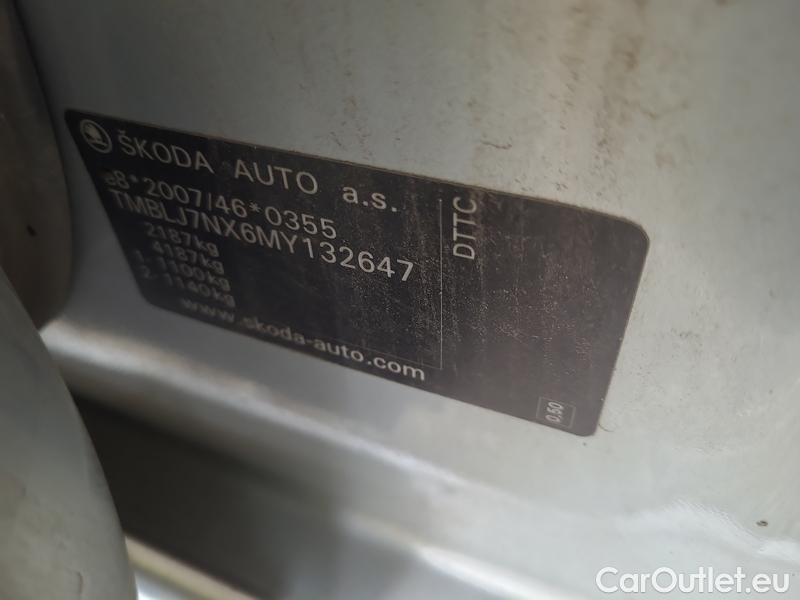 ŠKODA AUTO a.s.
e8*2007/46*0355
TMBLJ7NX6MY132647
2187kg
4187kg
1- 1100kg
2- 1140kg
www.skoda-auto.com
DTTC
0,50
CarOutlet.eu